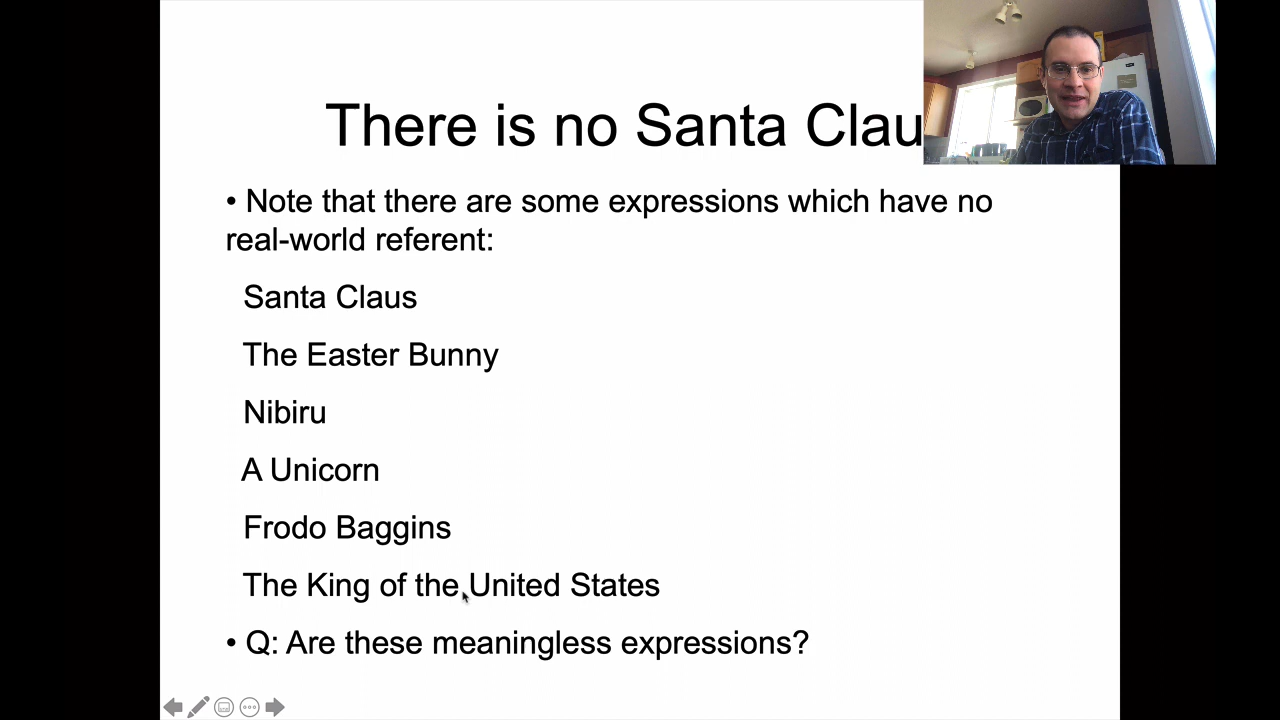 There is no Santa Clau
• Note that there are some expressions which have no
real-world referent:
Santa Claus
The Easter Bunny
Nibiru
A Unicorn
Frodo Baggins
The King of the United States
• Q: Are these meaningless expressions?